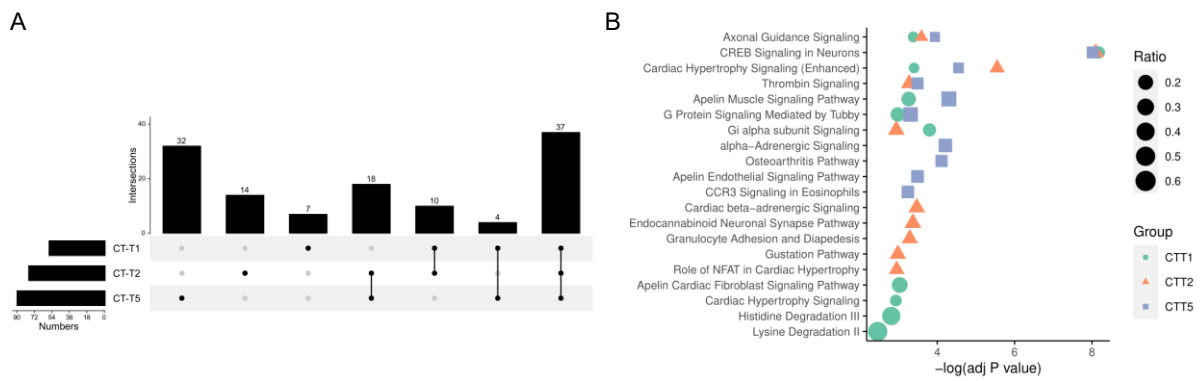 A
40
20
0
Intersections
32
14
7
18
10
4
37
CT-T1
CT-T2
CT-T5
90 72 54 36 18 0
Numbers
B
Axonal Guidance Signaling
CREB Signaling in Neurons
Cardiac Hypertrophy Signaling (Enhanced)
Thrombin Signaling
Apelin Muscle Signaling Pathway
G Protein Signaling Mediated by Tubby
Gi alpha subunit Signaling
alpha-Adrenergic Signaling
Osteoarthritis Pathway
Apelin Endothelial Signaling Pathway
CCR3 Signaling in Eosinophils
Cardiac beta-adrenergic Signaling
Endocannabinoid Neuronal Synapse Pathway
Granulocyte Adhesion and Diapedesis
Gustation Pathway
Role of NFAT in Cardiac Hypertrophy
Apelin Cardiac Fibroblast Signaling Pathway
Cardiac Hypertrophy Signaling
Histidine Degradation III
Lysine Degradation II
4 6 8
-log(adj P value)
Ratio
0.2
0.3
0.4
0.5
0.6
Group
CTT1
CTT2
CTT5